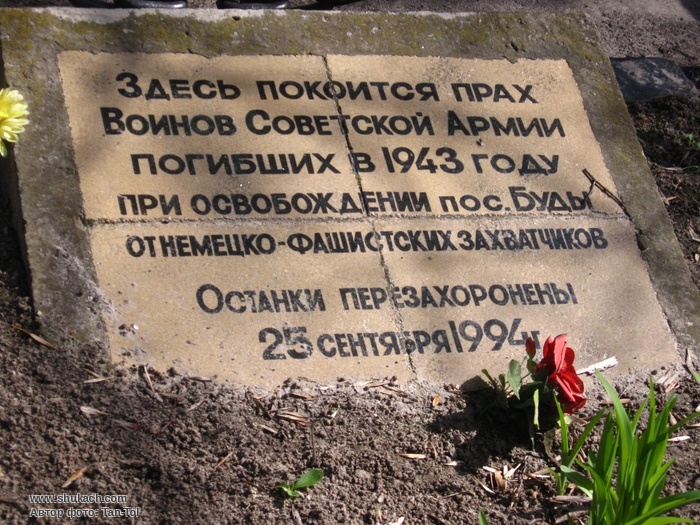 Здесь покоится прах
Воинов Советской Армии
погибших в 1943 году
при освобождении пос. Буды
от немецко-фашистских захватчиков
Останки перезахоронены
25 сентября 1994г.
www.shukach.com
Автор фото: Tan-Tol